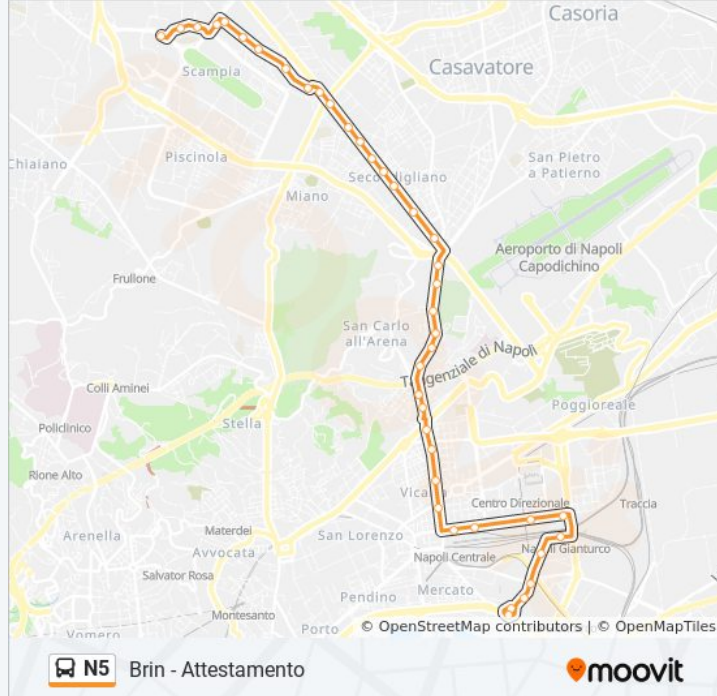 Casoria
Casavatore
Scampia
Chiaiano
Piscinola
San Pietro
a Patierno
Secondigliano
Miano
Aeroporto di Napoli
Capodichino
Frullone
San Carlo
all'Arena
Tangenziale di Napoli
Colli Aminei
Poggioreale
Policlinico
Stella
Rione Alto
Vicaria
Centro Direzionale
Traccia
Materdei
Arenella
San Lorenzo
Avvocata
Napoli Gianturco
Napoli Centrale
Salvator Rosa
Pendino
Mercato
Montesanto
Porto
Vomero
© OpenStreetMap contributors | © OpenMapTiles
N5
Brin - Attestamento
moovit